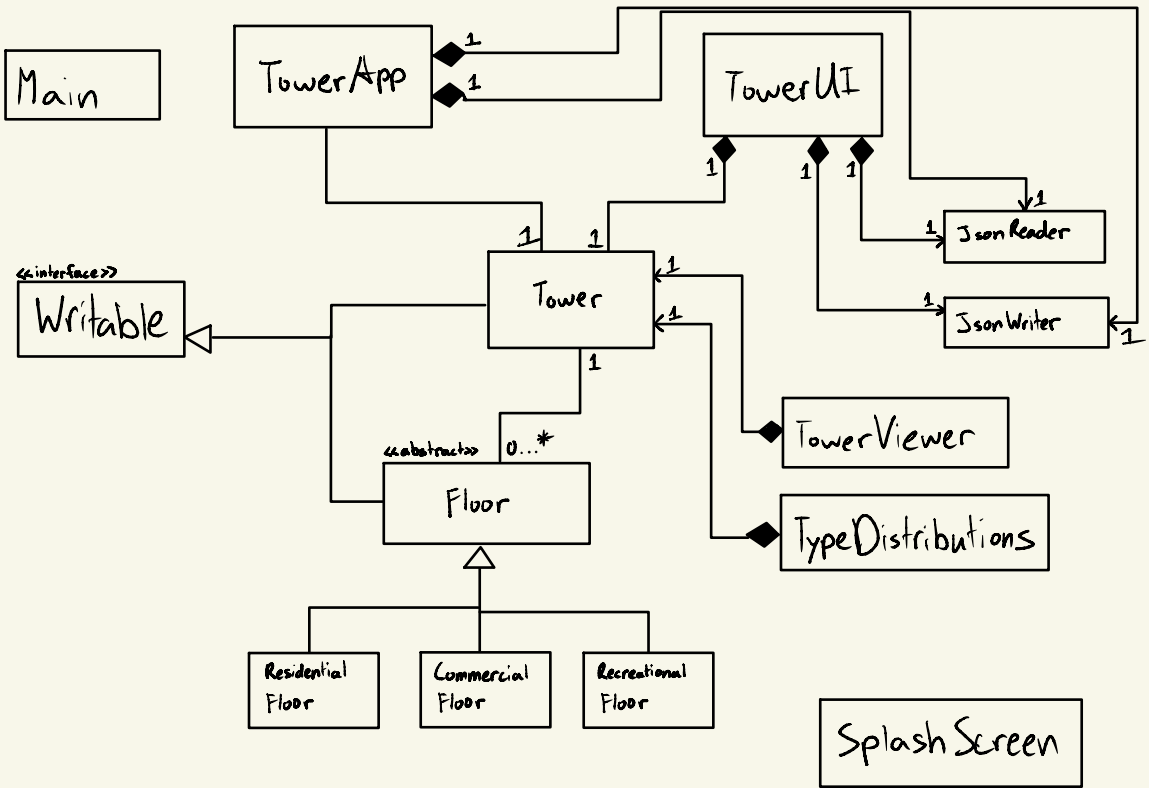 Main
TowerApp
1
1
TowerUI
1
1
1
1
JsonReader
1
1
JsonWriter
1
1
1
Tower
1
1
1
<<interface>>
Writable
TowerViewer
<<abstract>>
0...*
Floor
TypeDistributions
Residential
Floor
Commercial
Floor
Recreational
Floor
SplashScreen